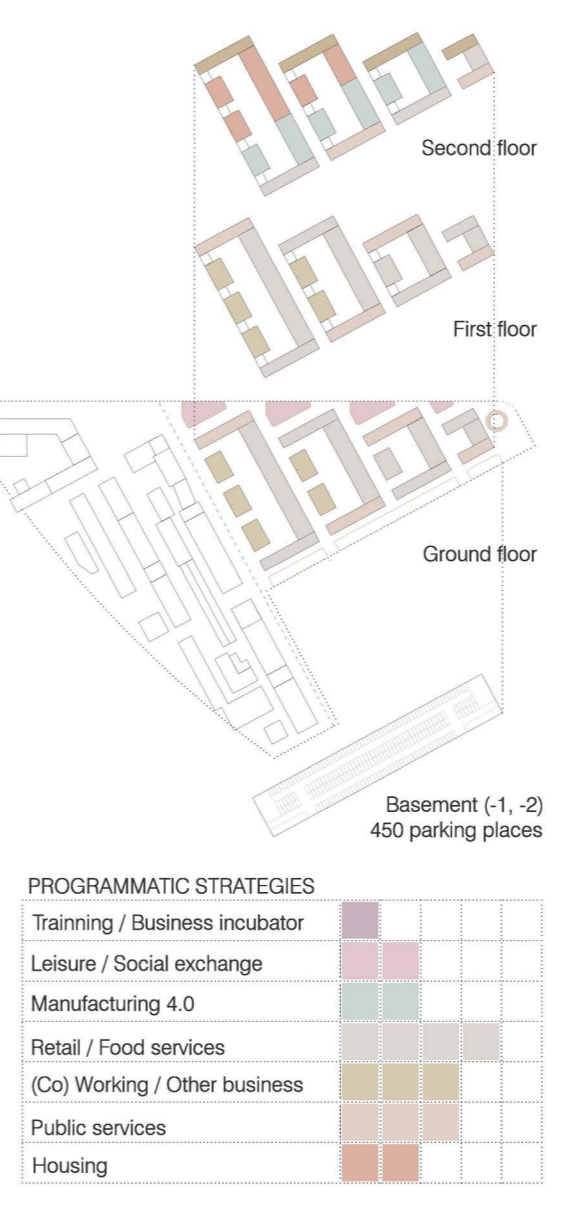 Second floor
First floor
Ground floor
Basement (-1, -2)
450 parking places
PROGRAMMATIC STRATEGIES
Trainning / Business incubator
Leisure / Social exchange
Manufacturing 4.0
Retail / Food services
(Co) Working / Other business
Public services
Housing